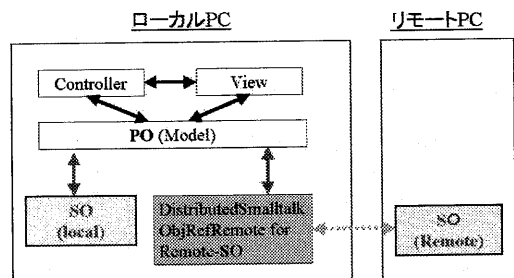 ローカルPC
リモートPC
Controller
View
PO (Model)
SO
(local)
DistributedSmalltalk
ObjRefRemote for
Remote-SO
SO
(Remote)